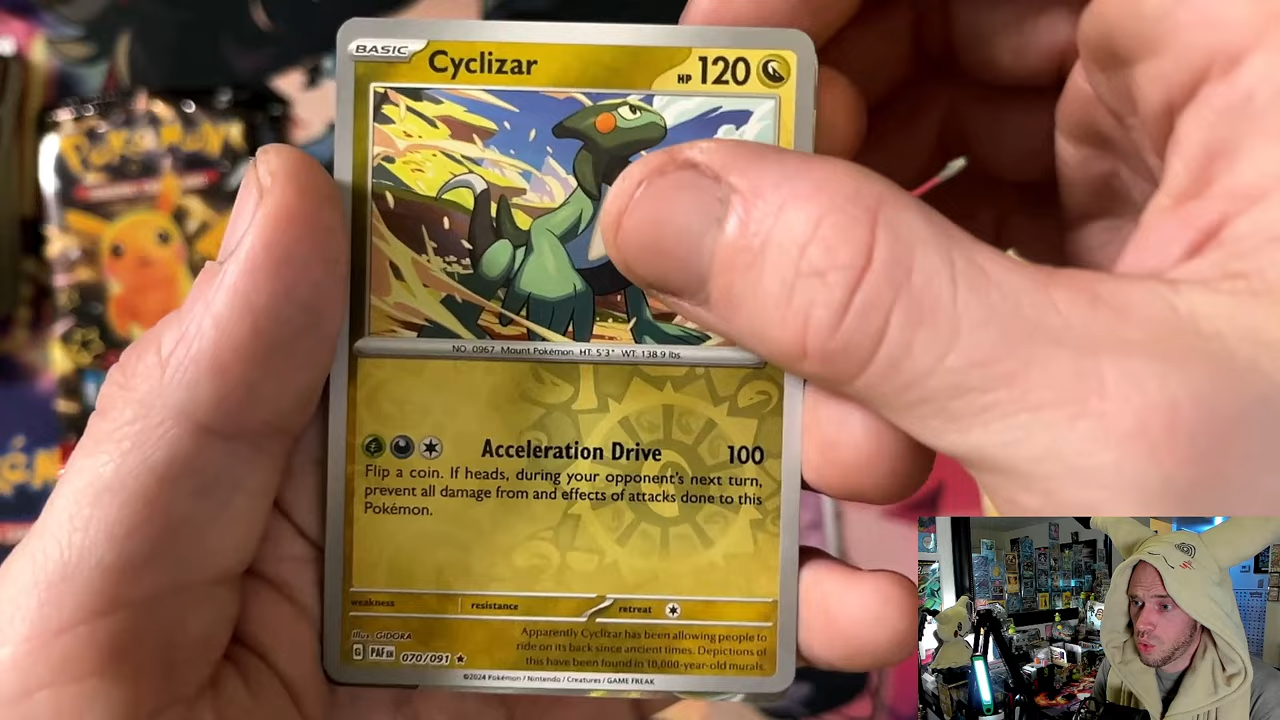 BASIC
Cyclizar
HP 120
NO. 0967 Mount Pokémon HT: 5'3" WT: 138.9 lbs.
Acceleration Drive 100
Flip a coin. If heads, during your opponent's next turn,
prevent all damage from and effects of attacks done to this
Pokémon.
weakness
resistance
retreat
Illus. GIDORA
Apparently Cyclizar has been allowing people to
ride on its back since ancient times. Depictions of
this have been found in 10,000-year-old murals.
G PAF EN 070/091
©2024 Pokémon / Nintendo / Creatures / GAME FREAK
POKéMON